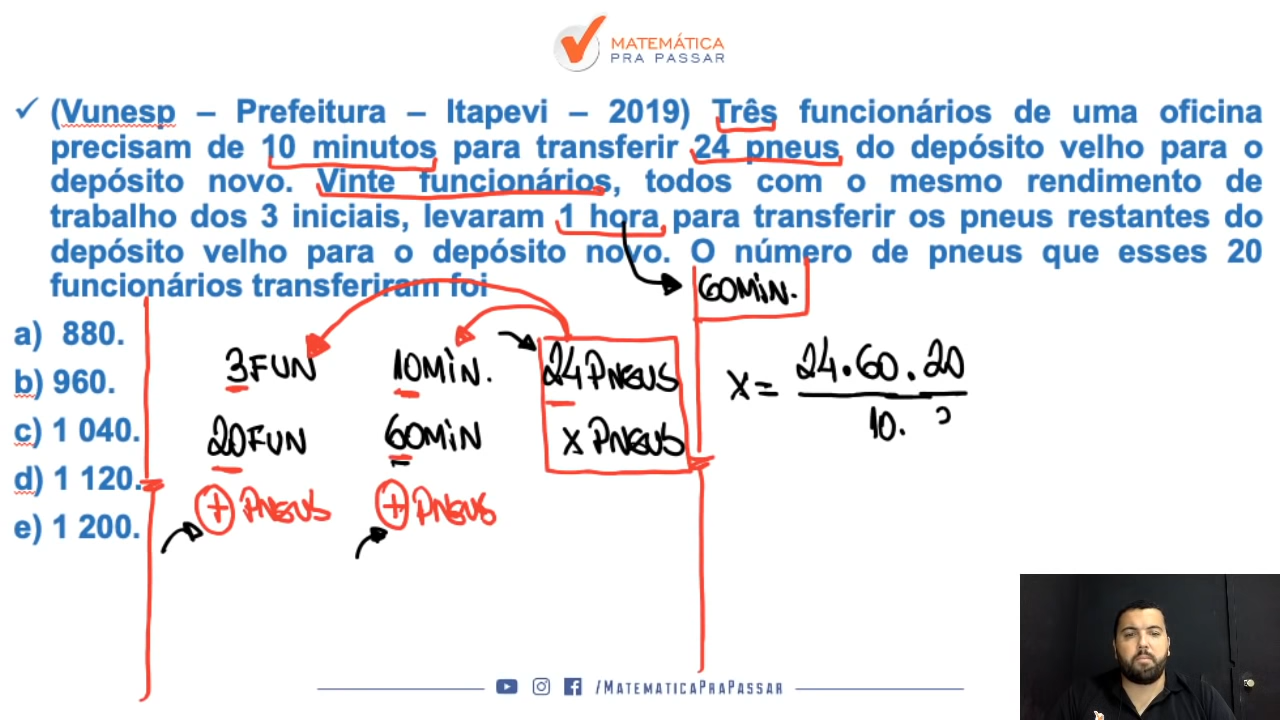 MATEMÁTICA
PRA PASSAR
✓ (Vunesp – Prefeitura – Itapevi – 2019) Três funcionários de uma oficina
precisam de 10 minutos para transferir 24 pneus do depósito velho para o
depósito novo. Vinte funcionários, todos com o mesmo rendimento de
trabalho dos 3 iniciais, levaram 1 hora para transferir os pneus restantes do
depósito velho para o depósito novo. O número de pneus que esses 20
funcionários transferiram foi
60MIN.
a) 880.
b) 960.
c) 1 040.
d) 1 120.
e) 1 200.
3FUN 10MIN. 24PNEUS
20FUN 60MIN X PNEUS
+ PNEUS + PNEUS
X = 24.60.20
10.
/MATEMATICAPRAPASSAR